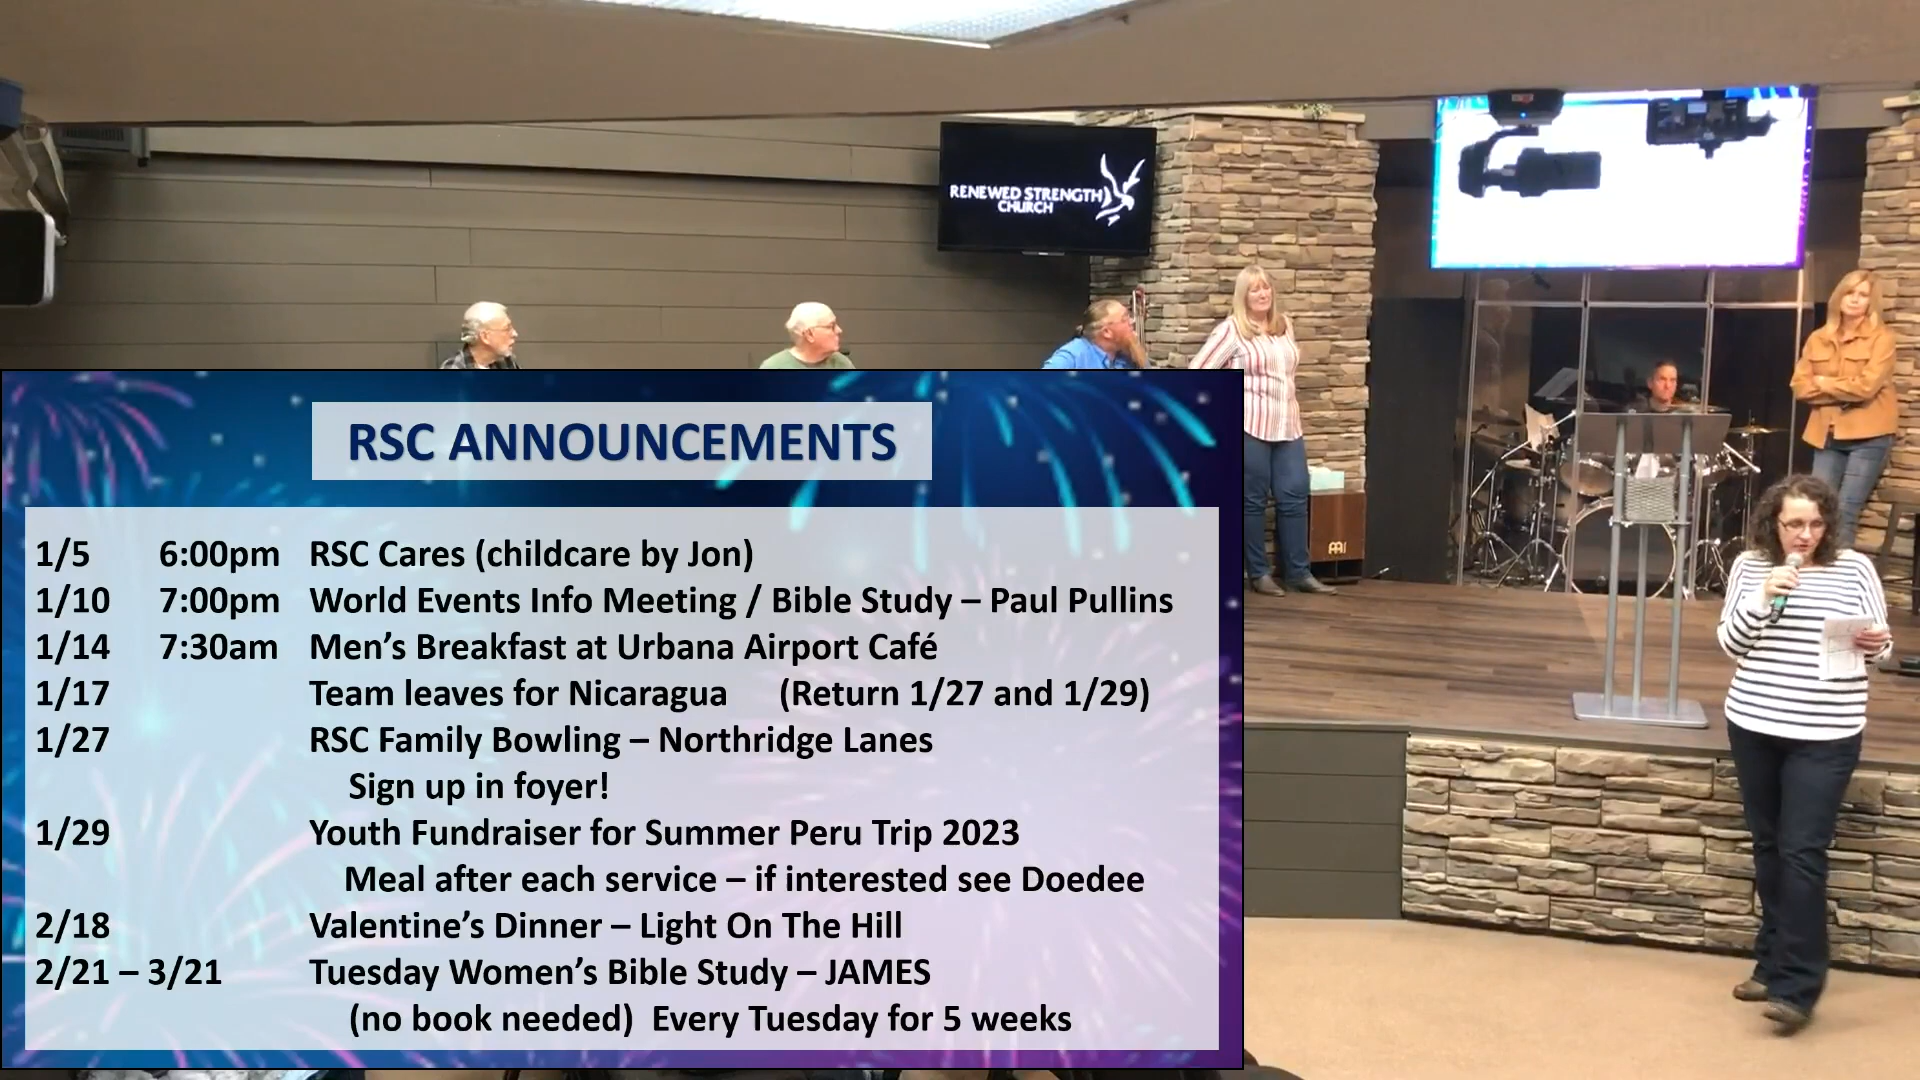 RENEWED STRENGTH
CHURCH
RSC ANNOUNCEMENTS
1/5 6:00pm RSC Cares (childcare by Jon)
1/10 7:00pm World Events Info Meeting / Bible Study – Paul Pullins
1/14 7:30am Men’s Breakfast at Urbana Airport Café
1/17 Team leaves for Nicaragua (Return 1/27 and 1/29)
1/27 RSC Family Bowling – Northridge Lanes
Sign up in foyer!
1/29 Youth Fundraiser for Summer Peru Trip 2023
Meal after each service – if interested see Doedee
2/18 Valentine’s Dinner – Light On The Hill
2/21 – 3/21 Tuesday Women’s Bible Study – JAMES
(no book needed) Every Tuesday for 5 weeks